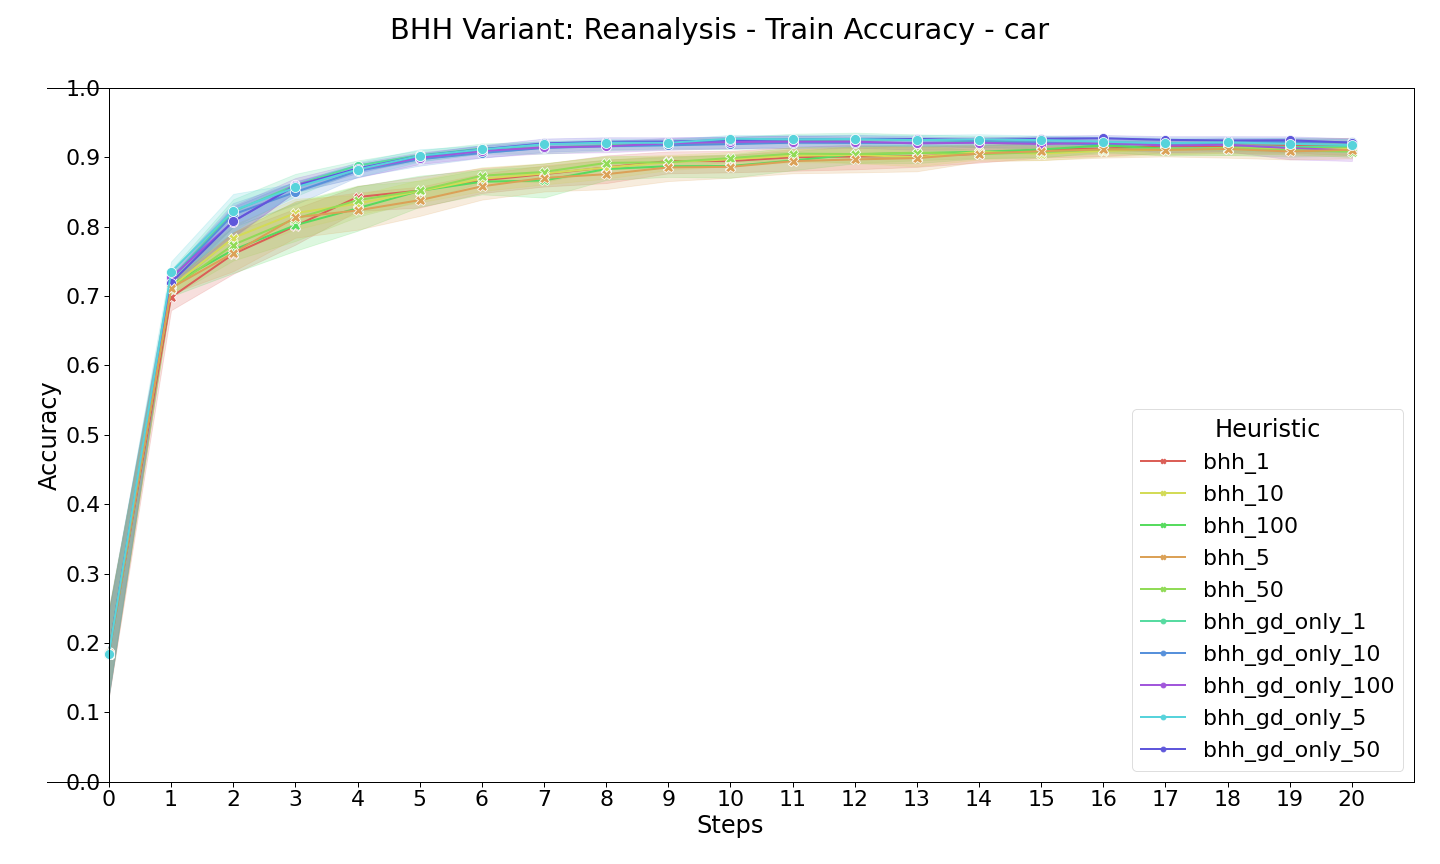 BHH Variant: Reanalysis - Train Accuracy - car
1.0
0.9
0.8
0.7
0.6
0.5
0.4
0.3
0.2
0.1
0.0
Accuracy
0 1 2 3 4 5 6 7 8 9 10 11 12 13 14 15 16 17 18 19 20
Steps
Heuristic
bhh_1
bhh_10
bhh_100
bhh_5
bhh_50
bhh_gd_only_1
bhh_gd_only_10
bhh_gd_only_100
bhh_gd_only_5
bhh_gd_only_50